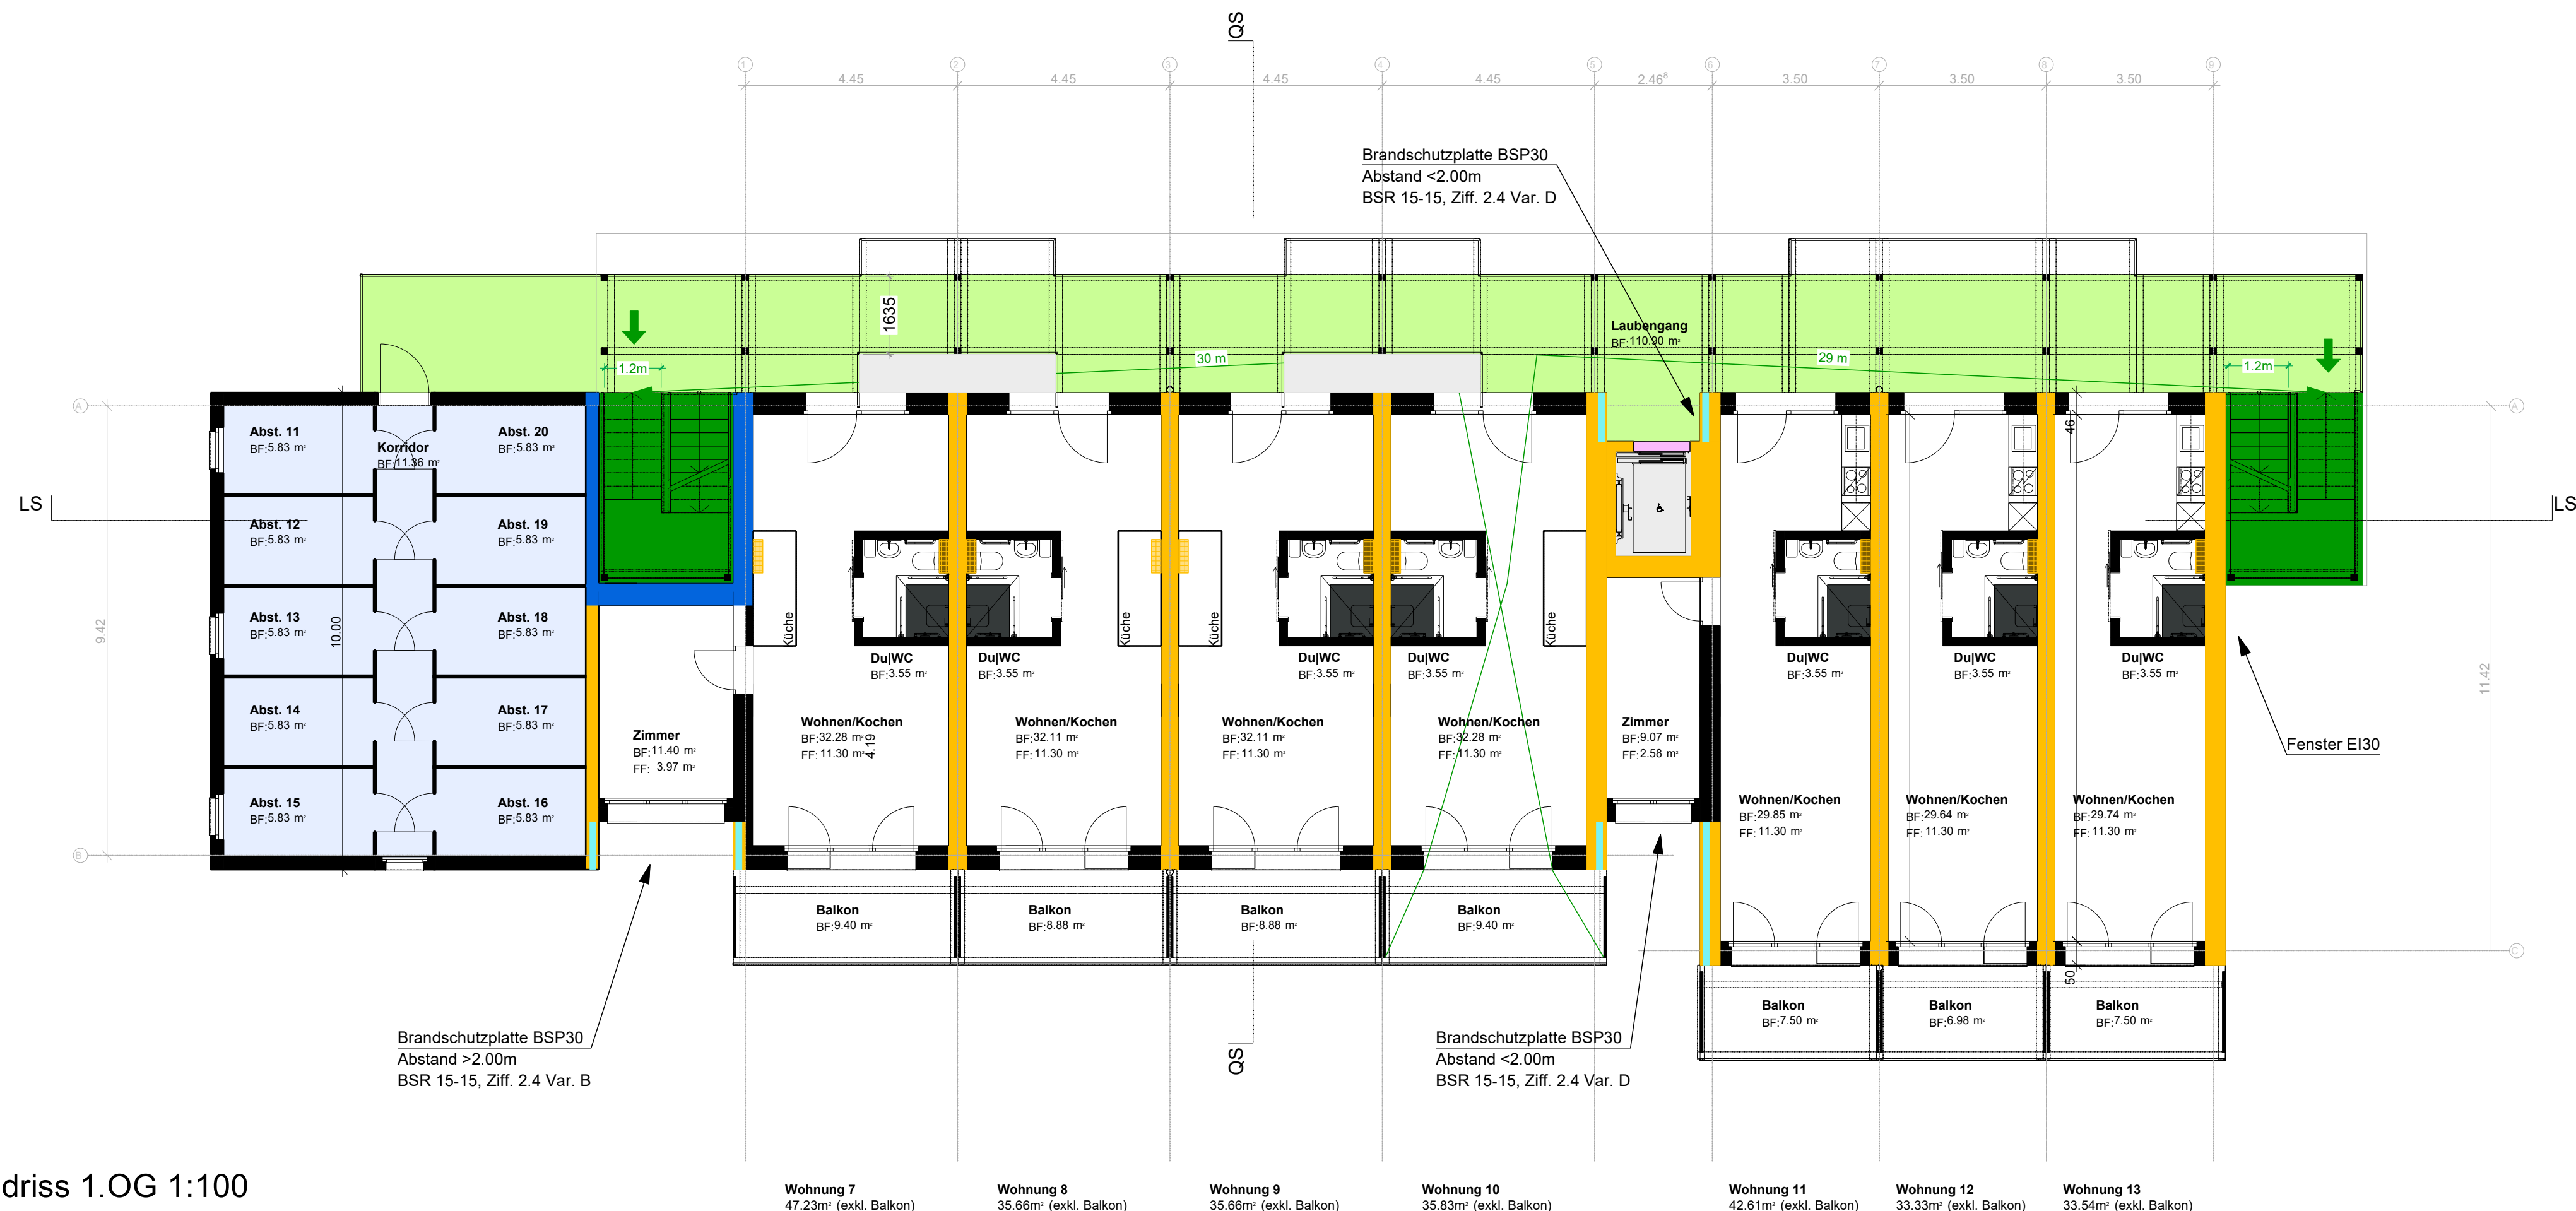 QS
1
2
3
4
5
6
7
8
9
4.45
4.45
4.45
4.45
2.46⁸
3.50
3.50
3.50
Brandschutzplatte BSP30
Abstand <2.00m
BSR 15-15, Ziff. 2.4 Var. D
1635
Laubengang
BF:110.90 m²
30 m
29 m
1.2m
1.2m
A
A
Abst. 11
BF:5.83 m²
Korridor
BF:11.36 m²
Abst. 20
BF:5.83 m²
46
LS
LS
Abst. 12
BF:5.83 m²
Abst. 19
BF:5.83 m²
9.42
10.00
Abst. 13
BF:5.83 m²
Abst. 18
BF:5.83 m²
Küche
Küche
Küche
Küche
Du|WC
BF:3.55 m²
Du|WC
BF:3.55 m²
Du|WC
BF:3.55 m²
Du|WC
BF:3.55 m²
Du|WC
BF:3.55 m²
Du|WC
BF:3.55 m²
Du|WC
BF:3.55 m²
11.42
Abst. 14
BF:5.83 m²
Abst. 17
BF:5.83 m²
Zimmer
BF:11.40 m²
FF: 3.97 m²
Wohnen/Kochen
BF:32.28 m²
FF: 11.30 m²
4.19
Wohnen/Kochen
BF:32.11 m²
FF: 11.30 m²
Wohnen/Kochen
BF:32.11 m²
FF: 11.30 m²
Wohnen/Kochen
BF:32.28 m²
FF: 11.30 m²
Zimmer
BF:9.07 m²
FF:2.58 m²
Fenster EI30
Abst. 15
BF:5.83 m²
Abst. 16
BF:5.83 m²
Wohnen/Kochen
BF:29.85 m²
FF: 11.30 m²
Wohnen/Kochen
BF:29.64 m²
FF: 11.30 m²
Wohnen/Kochen
BF:29.74 m²
FF: 11.30 m²
B
Balkon
BF:9.40 m²
Balkon
BF:8.88 m²
Balkon
BF:8.88 m²
Balkon
BF:9.40 m²
C
50
Balkon
BF:7.50 m²
Balkon
BF:6.98 m²
Balkon
BF:7.50 m²
Brandschutzplatte BSP30
Abstand >2.00m
BSR 15-15, Ziff. 2.4 Var. B
QS
Brandschutzplatte BSP30
Abstand <2.00m
BSR 15-15, Ziff. 2.4 Var. D
driss 1.OG 1:100
Wohnung 7
47.23m² (exkl. Balkon)
Wohnung 8
35.66m² (exkl. Balkon)
Wohnung 9
35.66m² (exkl. Balkon)
Wohnung 10
35.83m² (exkl. Balkon)
Wohnung 11
42.61m² (exkl. Balkon)
Wohnung 12
33.33m² (exkl. Balkon)
Wohnung 13
33.54m² (exkl. Balkon)